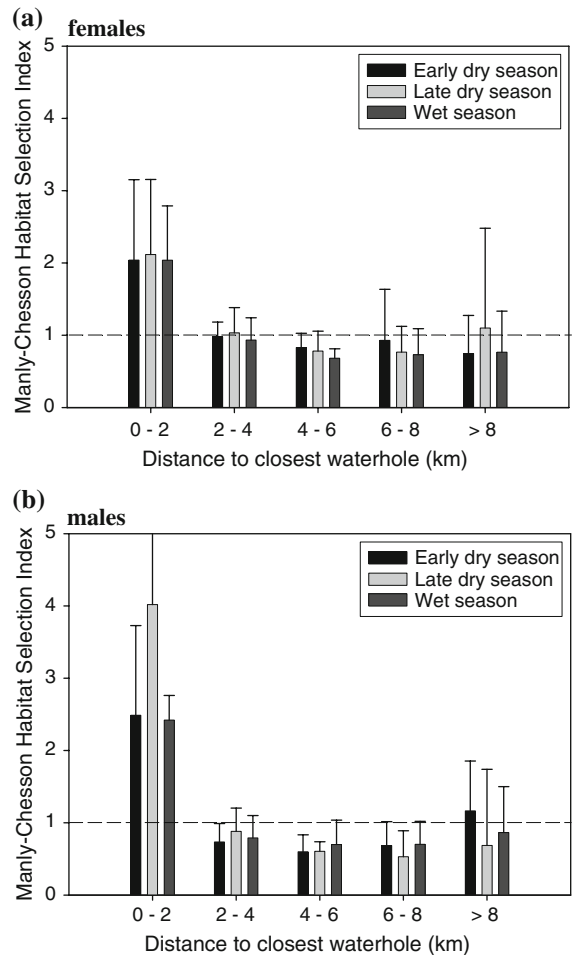 (a) females
Manly-Chesson Habitat Selection Index
5
4
3
2
1
0
Early dry season
Late dry season
Wet season
0 - 2 2 - 4 4 - 6 6 - 8 > 8
Distance to closest waterhole (km)
(b) males
Manly-Chesson Habitat Selection Index
5
4
3
2
1
0
Early dry season
Late dry season
Wet season
0 - 2 2 - 4 4 - 6 6 - 8 > 8
Distance to closest waterhole (km)